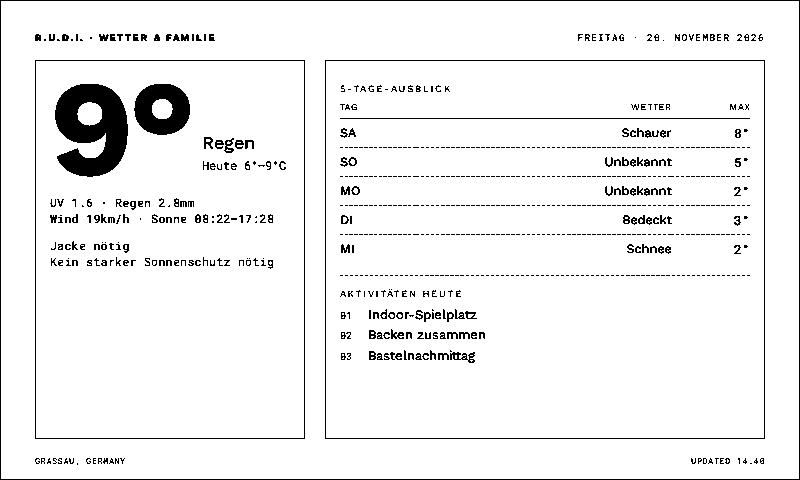 R.U.D.I. · WETTER & FAMILIE
FREITAG · 20. NOVEMBER 2026
9°
Regen
Heute 6°–9°C
UV 1.6 · Regen 2.8mm
Wind 19km/h · Sonne 08:22–17:28
Jacke nötig
Kein starker Sonnenschutz nötig
5-TAGE-AUSBLICK
TAG WETTER MAX
SA Schauer 8°
SO Unbekannt 5°
MO Unbekannt 2°
DI Bedeckt 3°
MI Schnee 2°
AKTIVITÄTEN HEUTE
01 Indoor-Spielplatz
02 Backen zusammen
03 Bastelnachmittag
GRASSAU, GERMANY
UPDATED 14.40